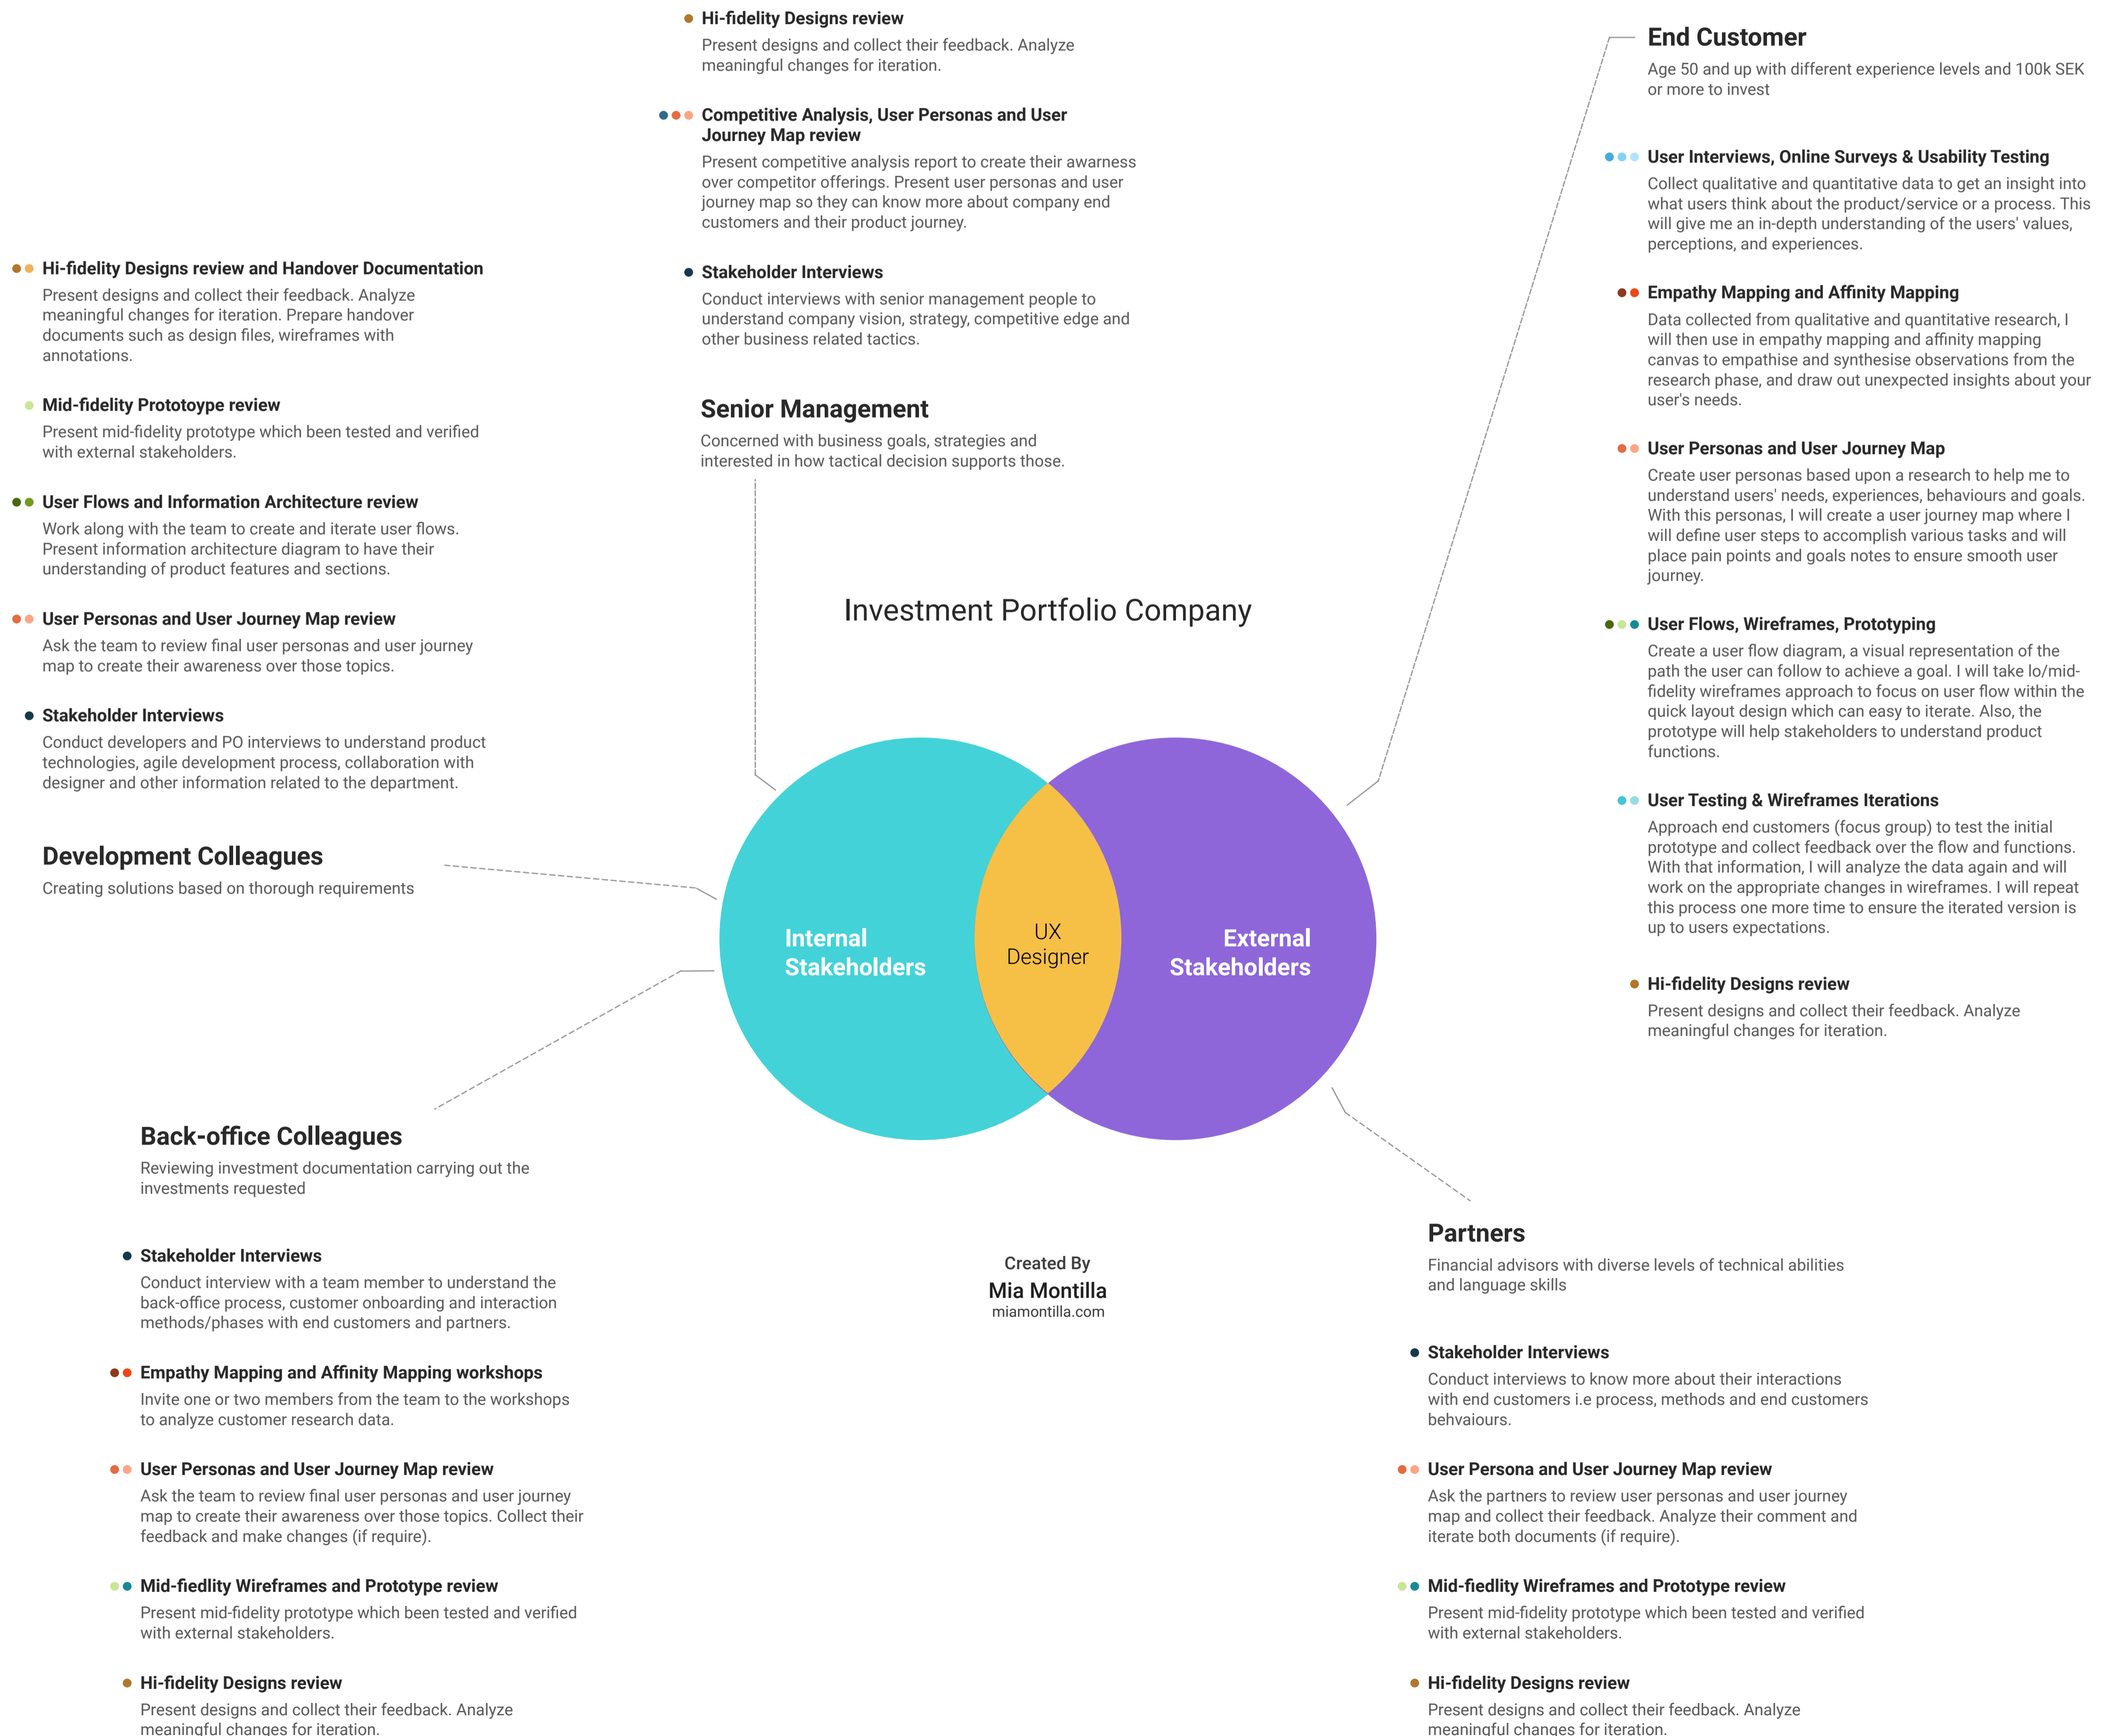 Hi-fidelity Designs review
Present designs and collect their feedback. Analyze
meaningful changes for iteration.
Competitive Analysis, User Personas and User
Journey Map review
Present competitive analysis report to create their awarness
over competitor offerings. Present user personas and user
journey map so they can know more about company end
customers and their product journey.
Stakeholder Interviews
Conduct interviews with senior management people to
understand company vision, strategy, competitive edge and
other business related tactics.
Senior Management
Concerned with business goals, strategies and
interested in how tactical decision supports those.
Hi-fidelity Designs review and Handover Documentation
Present designs and collect their feedback. Analyze
meaningful changes for iteration. Prepare handover
documents such as design files, wireframes with
annotations.
Mid-fidelity Prototoype review
Present mid-fidelity prototype which been tested and verified
with external stakeholders.
User Flows and Information Architecture review
Work along with the team to create and iterate user flows.
Present information architecture diagram to have their
understanding of product features and sections.
User Personas and User Journey Map review
Ask the team to review final user personas and user journey
map to create their awareness over those topics.
Stakeholder Interviews
Conduct developers and PO interviews to understand product
technologies, agile development process, collaboration with
designer and other information related to the department.
Development Colleagues
Creating solutions based on thorough requirements
End Customer
Age 50 and up with different experience levels and 100k SEK
or more to invest
User Interviews, Online Surveys & Usability Testing
Collect qualitative and quantitative data to get an insight into
what users think about the product/service or a process. This
will give me an in-depth understanding of the users' values,
perceptions, and experiences.
Empathy Mapping and Affinity Mapping
Data collected from qualitative and quantitative research, I
will then use in empathy mapping and affinity mapping
canvas to empathise and synthesise observations from the
research phase, and draw out unexpected insights about your
user's needs.
User Personas and User Journey Map
Create user personas based upon a research to help me to
understand users' needs, experiences, behaviours and goals.
With this personas, I will create a user journey map where I
will define user steps to accomplish various tasks and will
place pain points and goals notes to ensure smooth user
journey.
User Flows, Wireframes, Prototyping
Create a user flow diagram, a visual representation of the
path the user can follow to achieve a goal. I will take lo/mid-
fidelity wireframes approach to focus on user flow within the
quick layout design which can easy to iterate. Also, the
prototype will help stakeholders to understand product
functions.
User Testing & Wireframes Iterations
Approach end customers (focus group) to test the initial
prototype and collect feedback over the flow and functions.
With that information, I will analyze the data again and will
work on the appropriate changes in wireframes. I will repeat
this process one more time to ensure the iterated version is
up to users expectations.
Hi-fidelity Designs review
Present designs and collect their feedback. Analyze
meaningful changes for iteration.
Investment Portfolio Company
Internal
Stakeholders
UX
Designer
External
Stakeholders
Back-office Colleagues
Reviewing investment documentation carrying out the
investments requested
Stakeholder Interviews
Conduct interview with a team member to understand the
back-office process, customer onboarding and interaction
methods/phases with end customers and partners.
Empathy Mapping and Affinity Mapping workshops
Invite one or two members from the team to the workshops
to analyze customer research data.
User Personas and User Journey Map review
Ask the team to review final user personas and user journey
map to create their awareness over those topics. Collect their
feedback and make changes (if require).
Mid-fiedlity Wireframes and Prototype review
Present mid-fidelity prototype which been tested and verified
with external stakeholders.
Hi-fidelity Designs review
Present designs and collect their feedback. Analyze
meaningful changes for iteration.
Created By
Mia Montilla
miamontilla.com
Partners
Financial advisors with diverse levels of technical abilities
and language skills
Stakeholder Interviews
Conduct interviews to know more about their interactions
with end customers i.e process, methods and end customers
behvaiours.
User Persona and User Journey Map review
Ask the partners to review user personas and user journey
map and collect their feedback. Analyze their comment and
iterate both documents (if require).
Mid-fiedlity Wireframes and Prototype review
Present mid-fidelity prototype which been tested and verified
with external stakeholders.
Hi-fidelity Designs review
Present designs and collect their feedback. Analyze
meaningful changes for iteration.